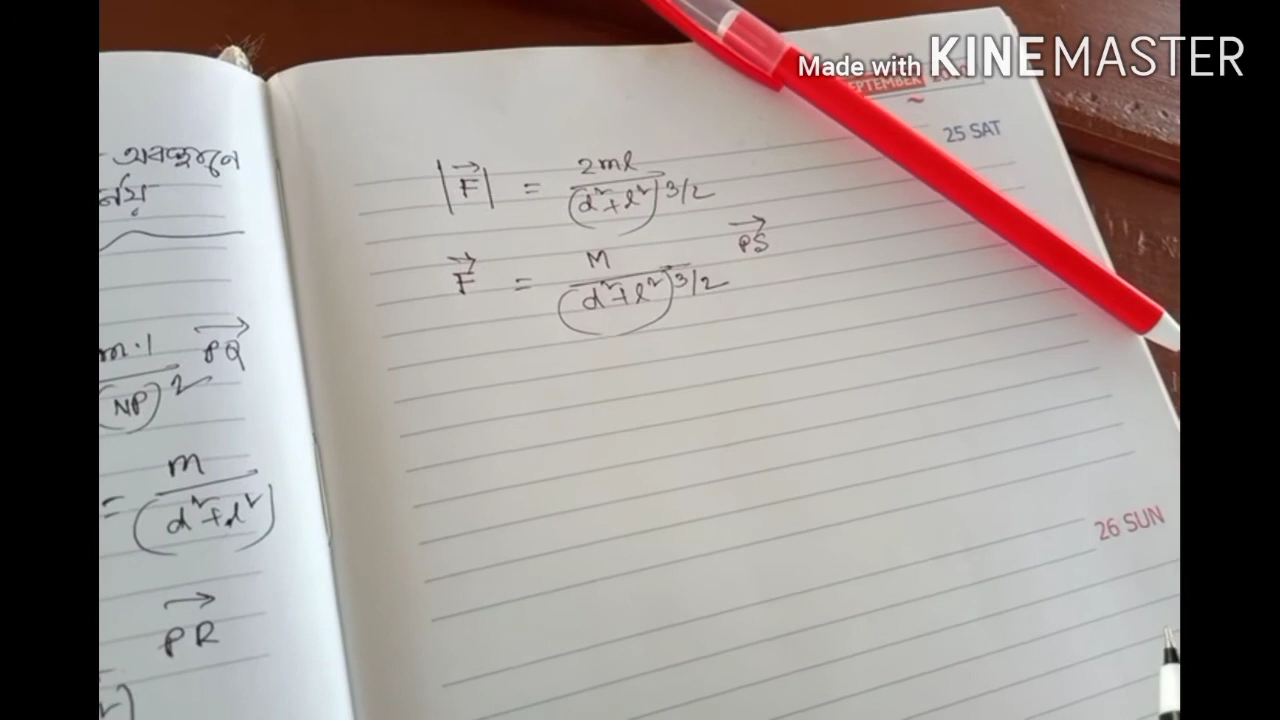 Made with KINEMASTER
SEPTEMBER
25 SAT
অবস্থানে
র্নয়
m·1 / (NP)² →PQ
= m / (d²+l²)
→PR
|→F| = 2ml / (d²+l²)^3/2
→F = M / (d²+l²)^3/2 →PS
26 SUN